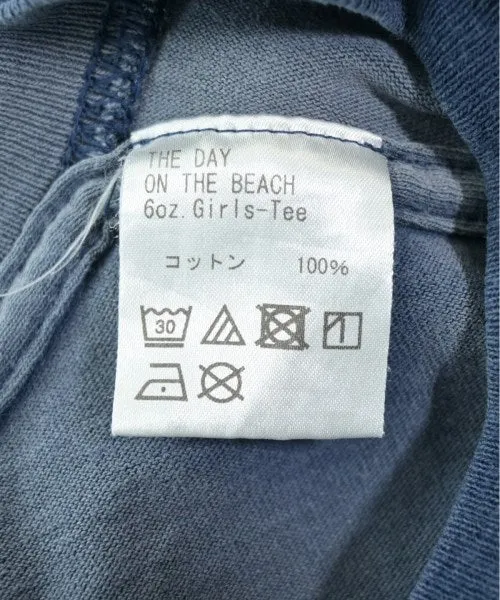 THE DAY
ON THE BEACH
6oz. Girls-Tee
コットン 100%
30